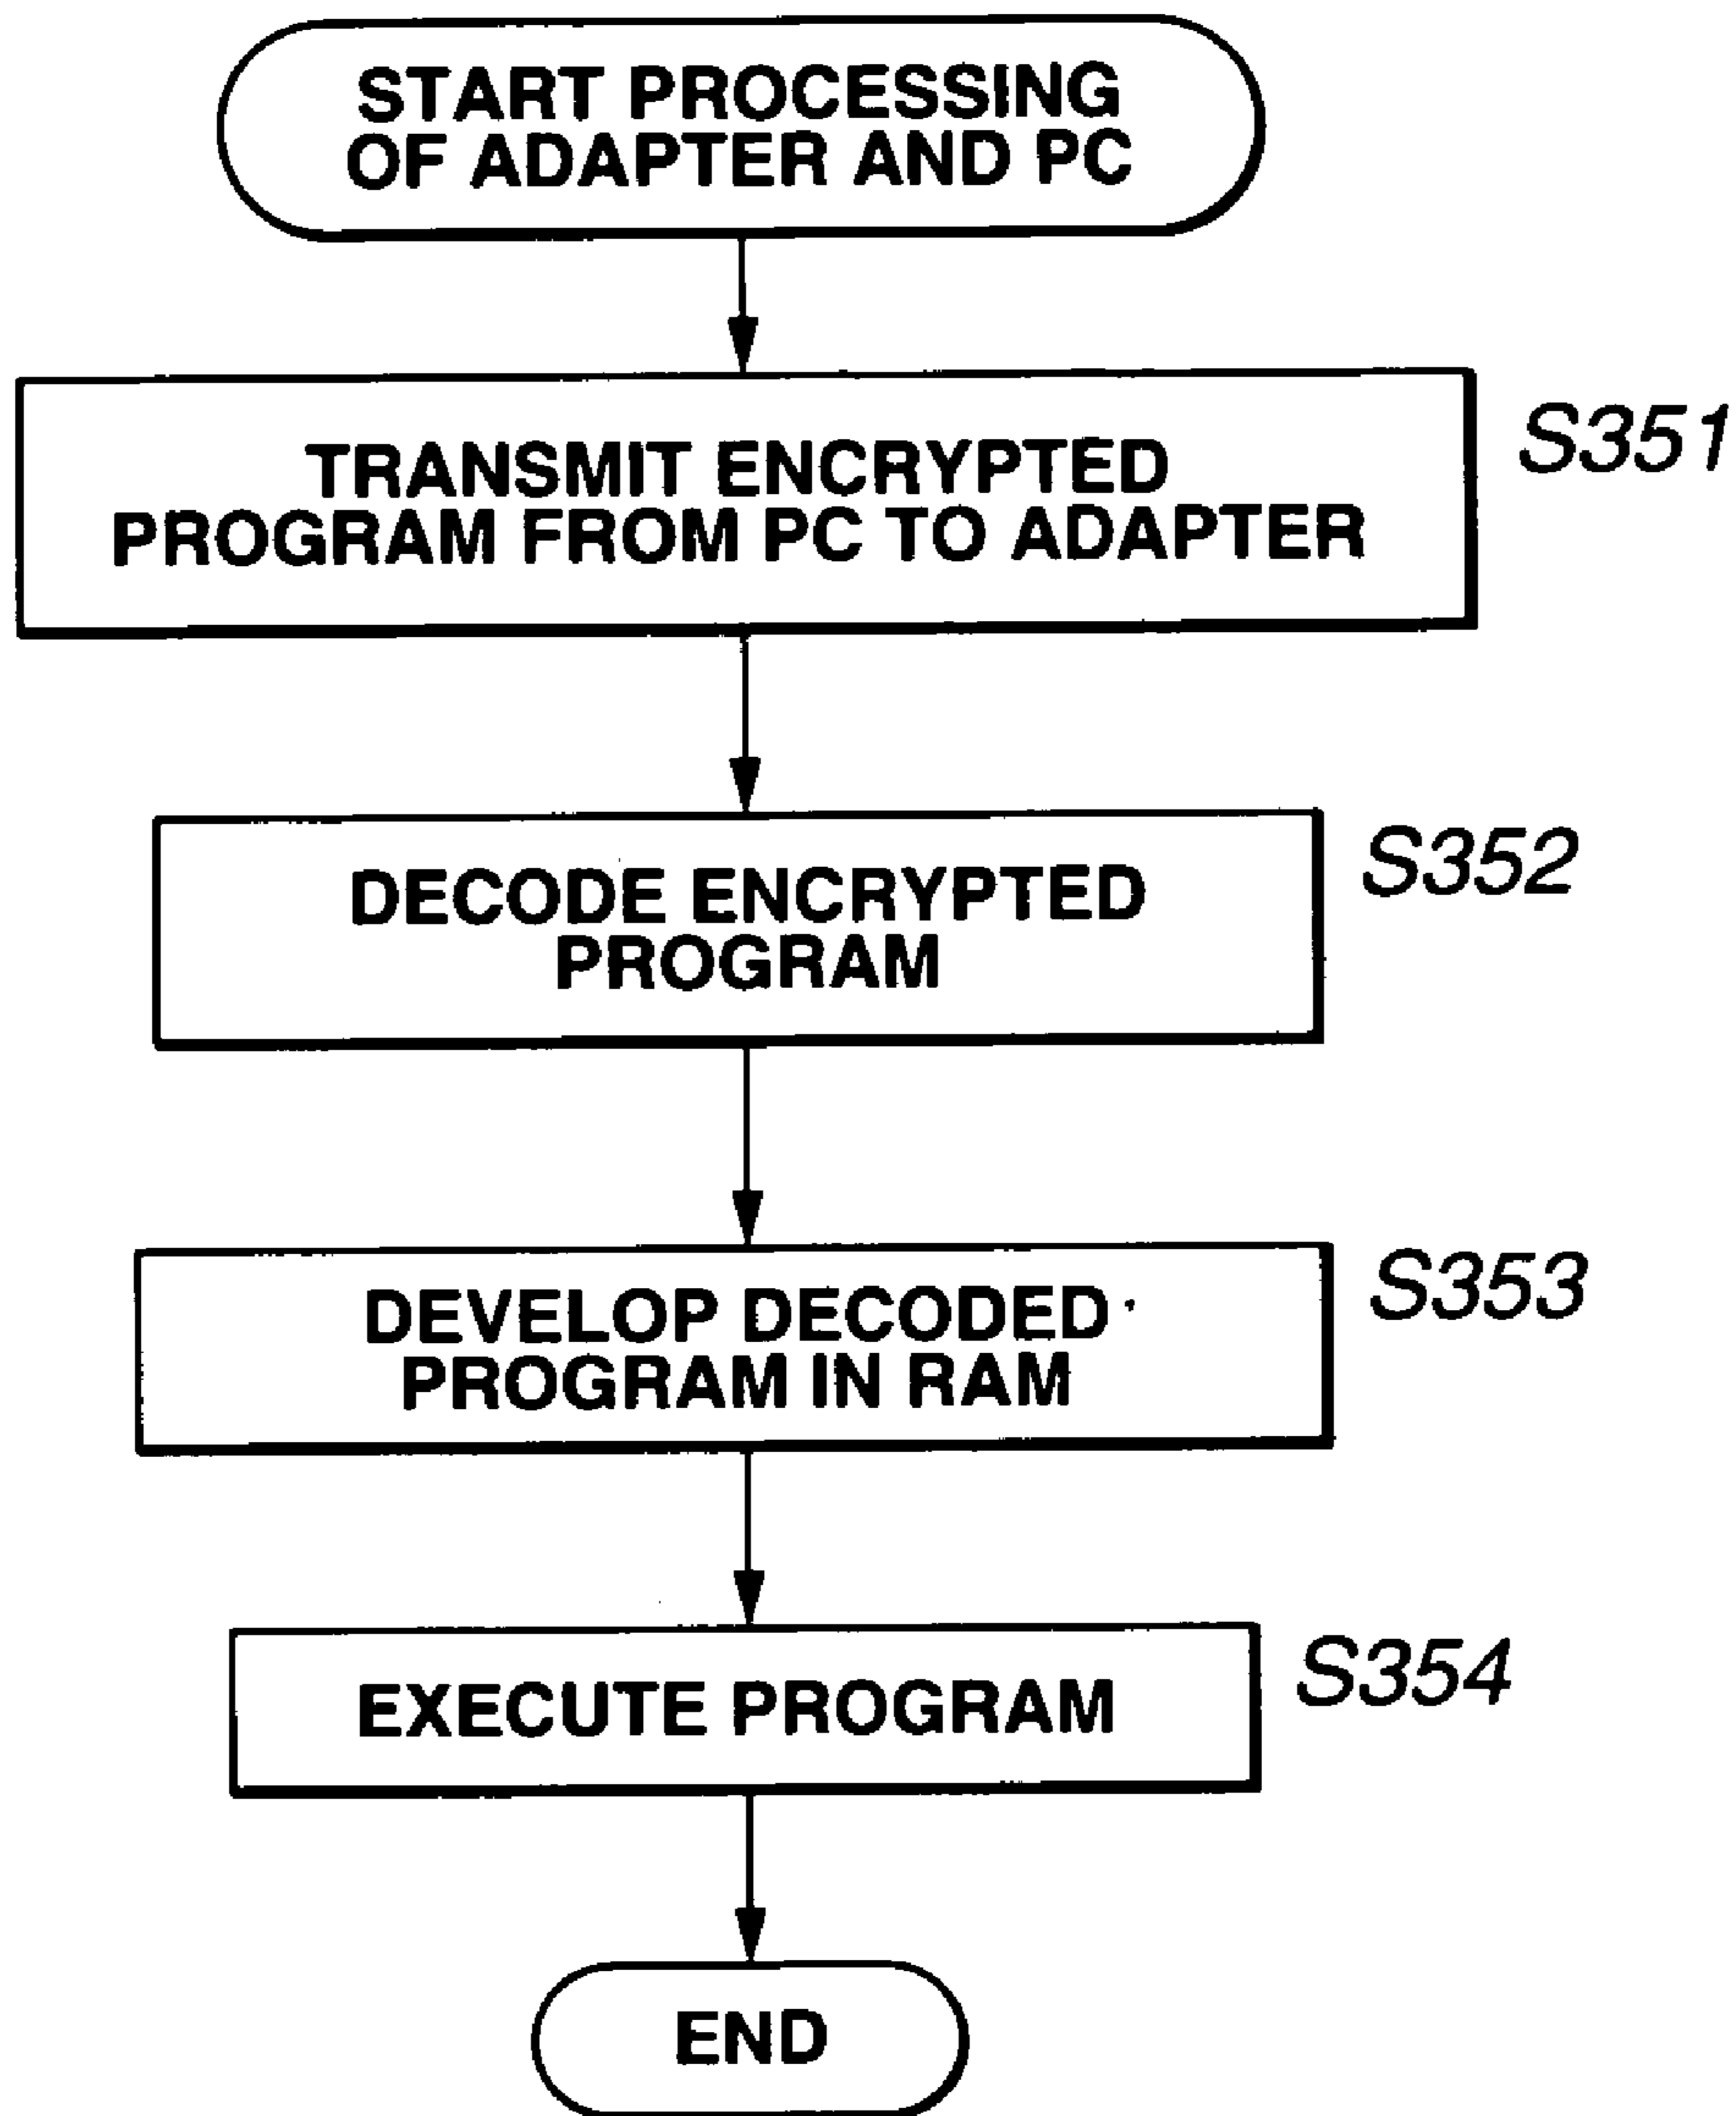 START PROCESSING
OF ADAPTER AND PC
TRANSMIT ENCRYPTED
PROGRAM FROM PC TO ADAPTER
S351
DECODE ENCRYPTED
PROGRAM
S352
DEVELOP DECODED
PROGRAM IN RAM
S353
EXECUTE PROGRAM
S354
END